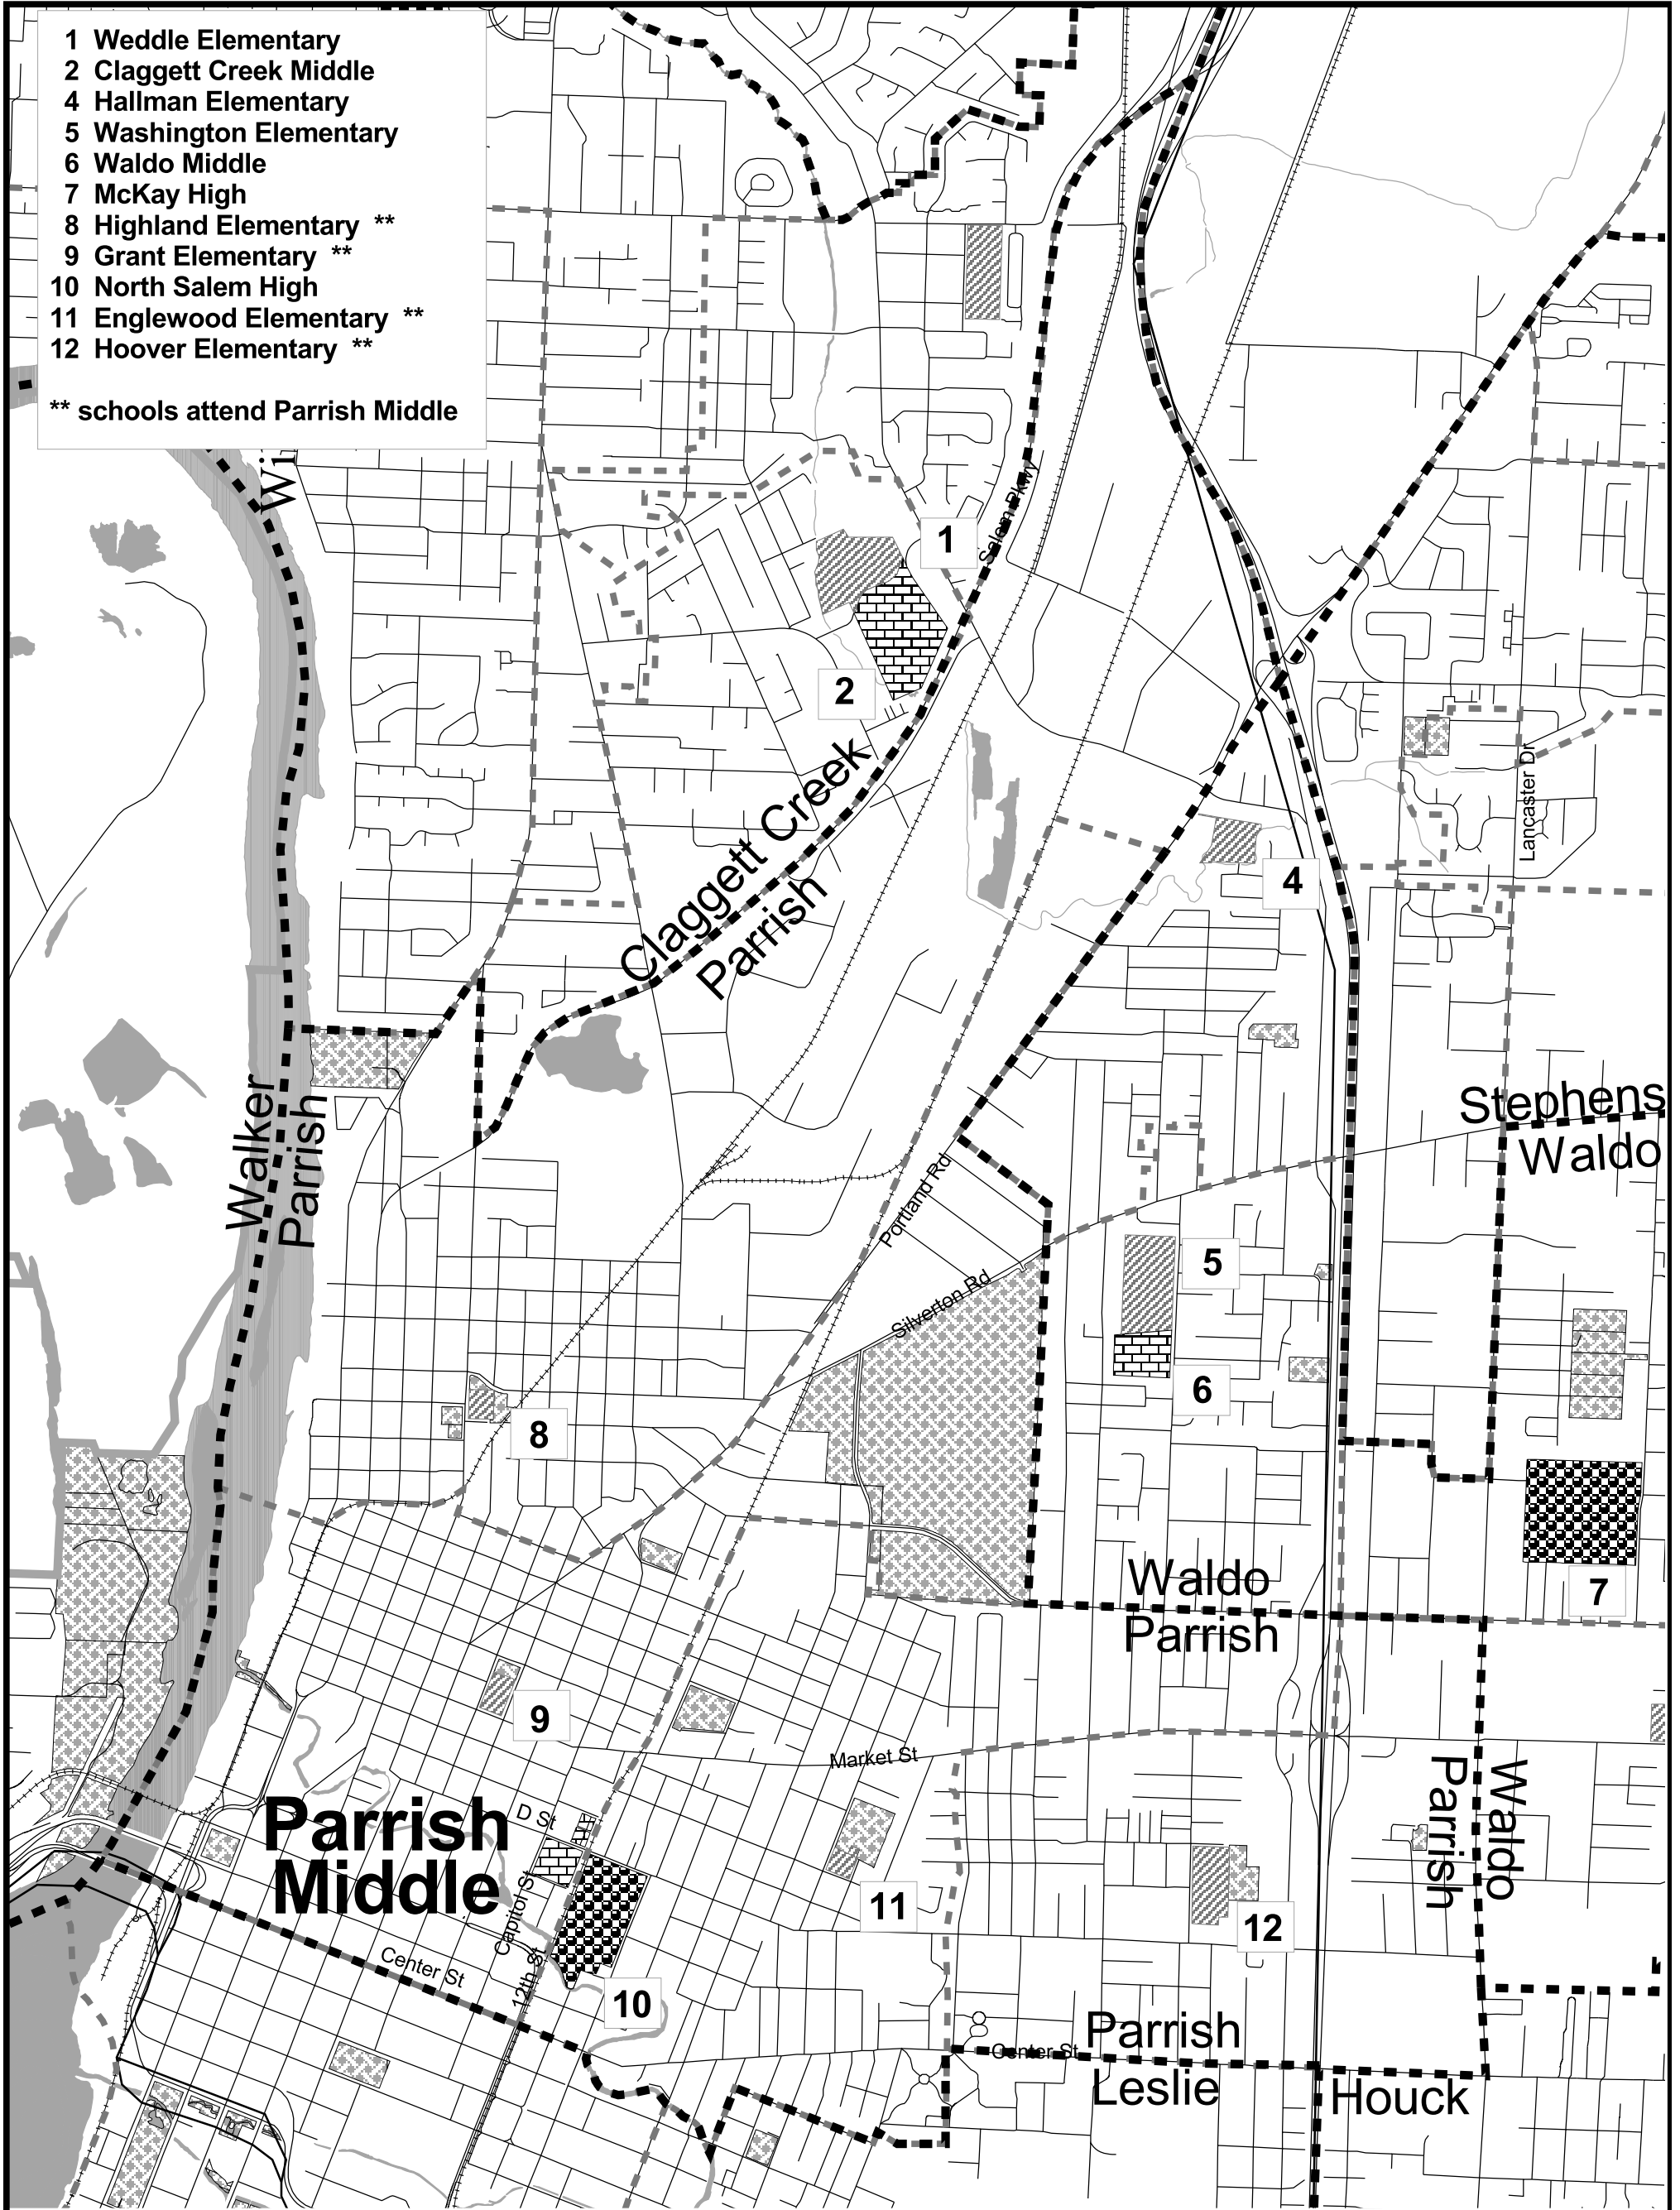 1 Weddle Elementary
2 Claggett Creek Middle
4 Hallman Elementary
5 Washington Elementary
6 Waldo Middle
7 McKay High
8 Highland Elementary **
9 Grant Elementary **
10 North Salem High
11 Englewood Elementary **
12 Hoover Elementary **
** schools attend Parrish Middle
Wi
1
Salem Pkwy
2
Claggett Creek
Parrish
4
Lancaster Dr
Stephens
Waldo
Walker
Parrish
Portland Rd
5
Silverton Rd
6
8
7
Waldo
Parrish
9
Market St
Parrish
Waldo
Parrish
Middle
D St
Capitol St
11
12
Center St
12th St
10
Parrish
Center St
Leslie
Houck